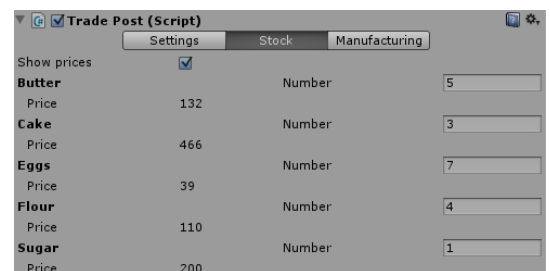 Trade Post (Script)
Settings Stock Manufacturing
Show prices
Butter Number 5
Price 132
Cake Number 3
Price 466
Eggs Number 7
Price 39
Flour Number 4
Price 110
Sugar Number 1
Price 200